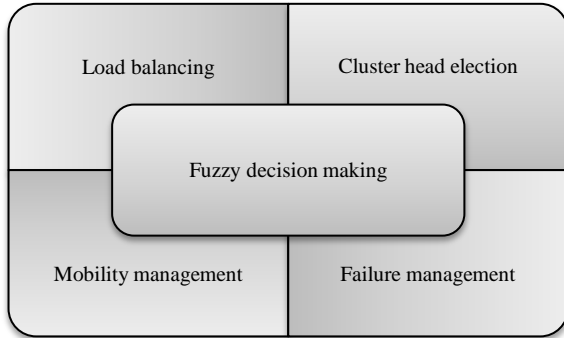 Load balancing
Cluster head election
Fuzzy decision making
Mobility management
Failure management